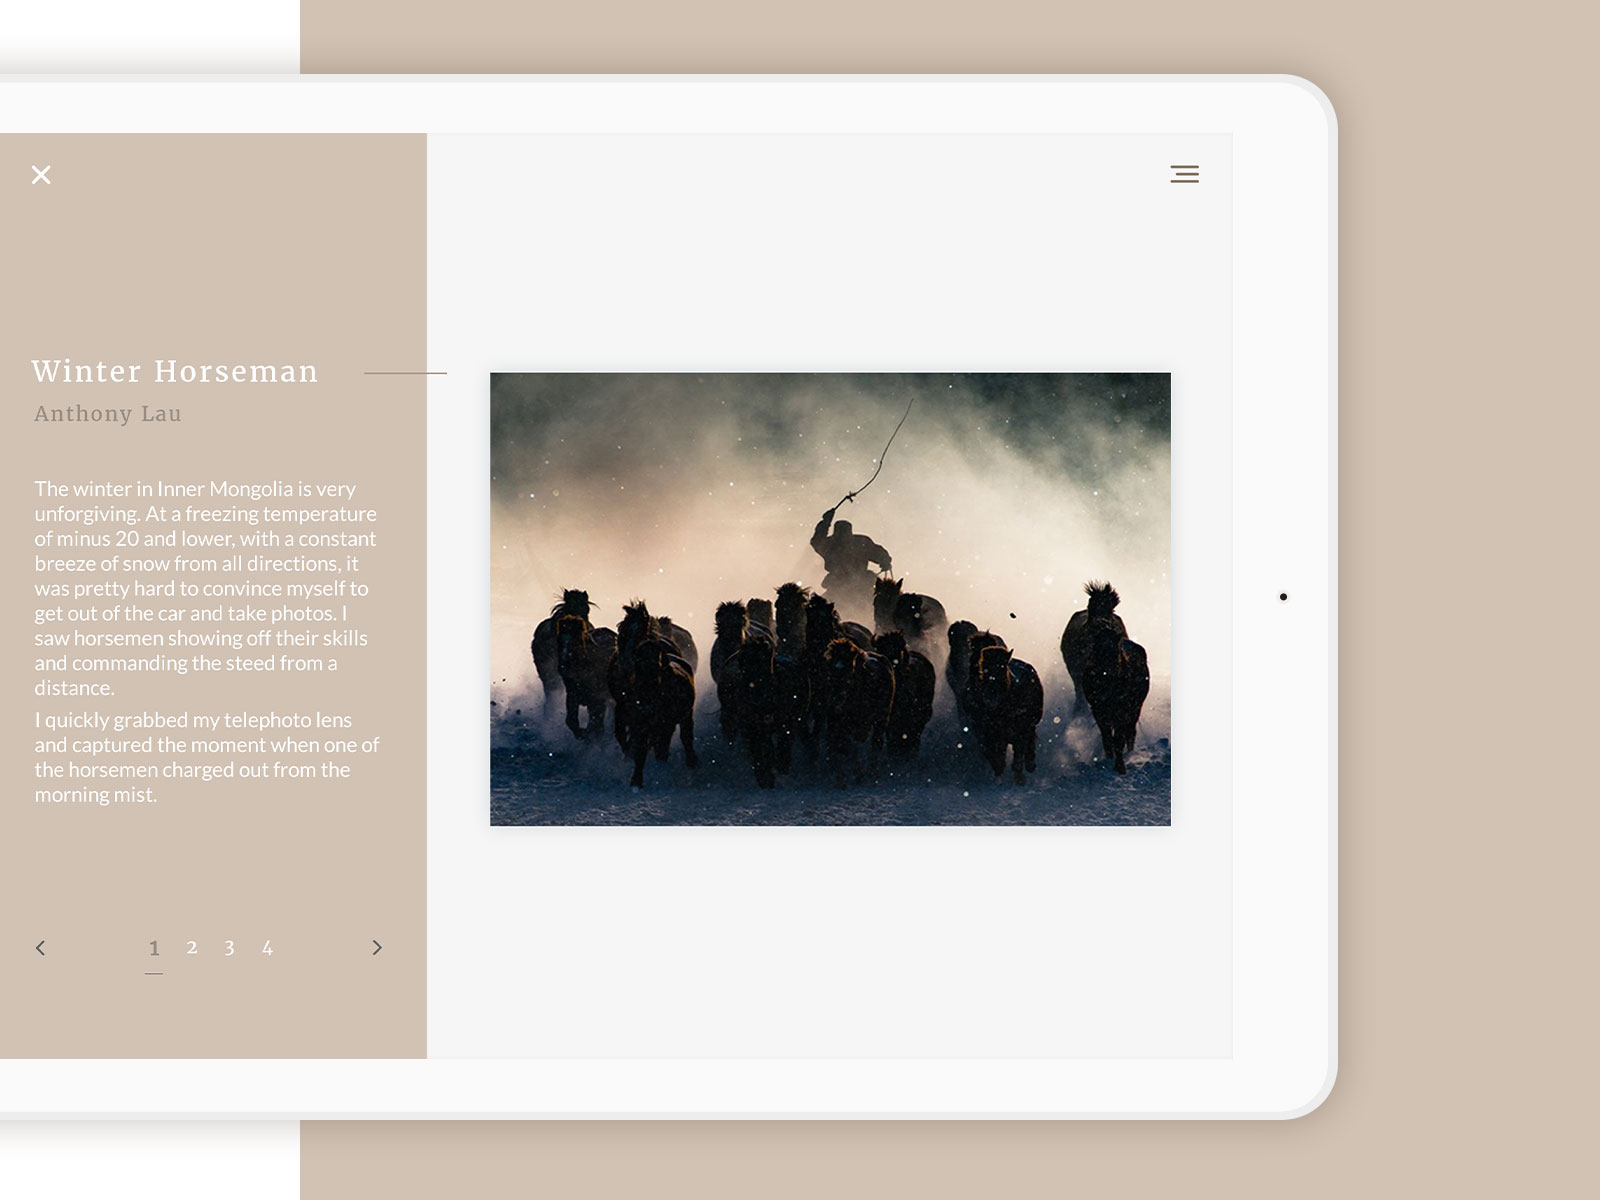 Winter Horseman
Anthony Lau
The winter in Inner Mongolia is very
unforgiving. At a freezing temperature
of minus 20 and lower, with a constant
breeze of snow from all directions, it
was pretty hard to convince myself to
get out of the car and take photos. I
saw horsemen showing off their skills
and commanding the steed from a
distance.
I quickly grabbed my telephoto lens
and captured the moment when one of
the horsemen charged out from the
morning mist.
1 2 3 4